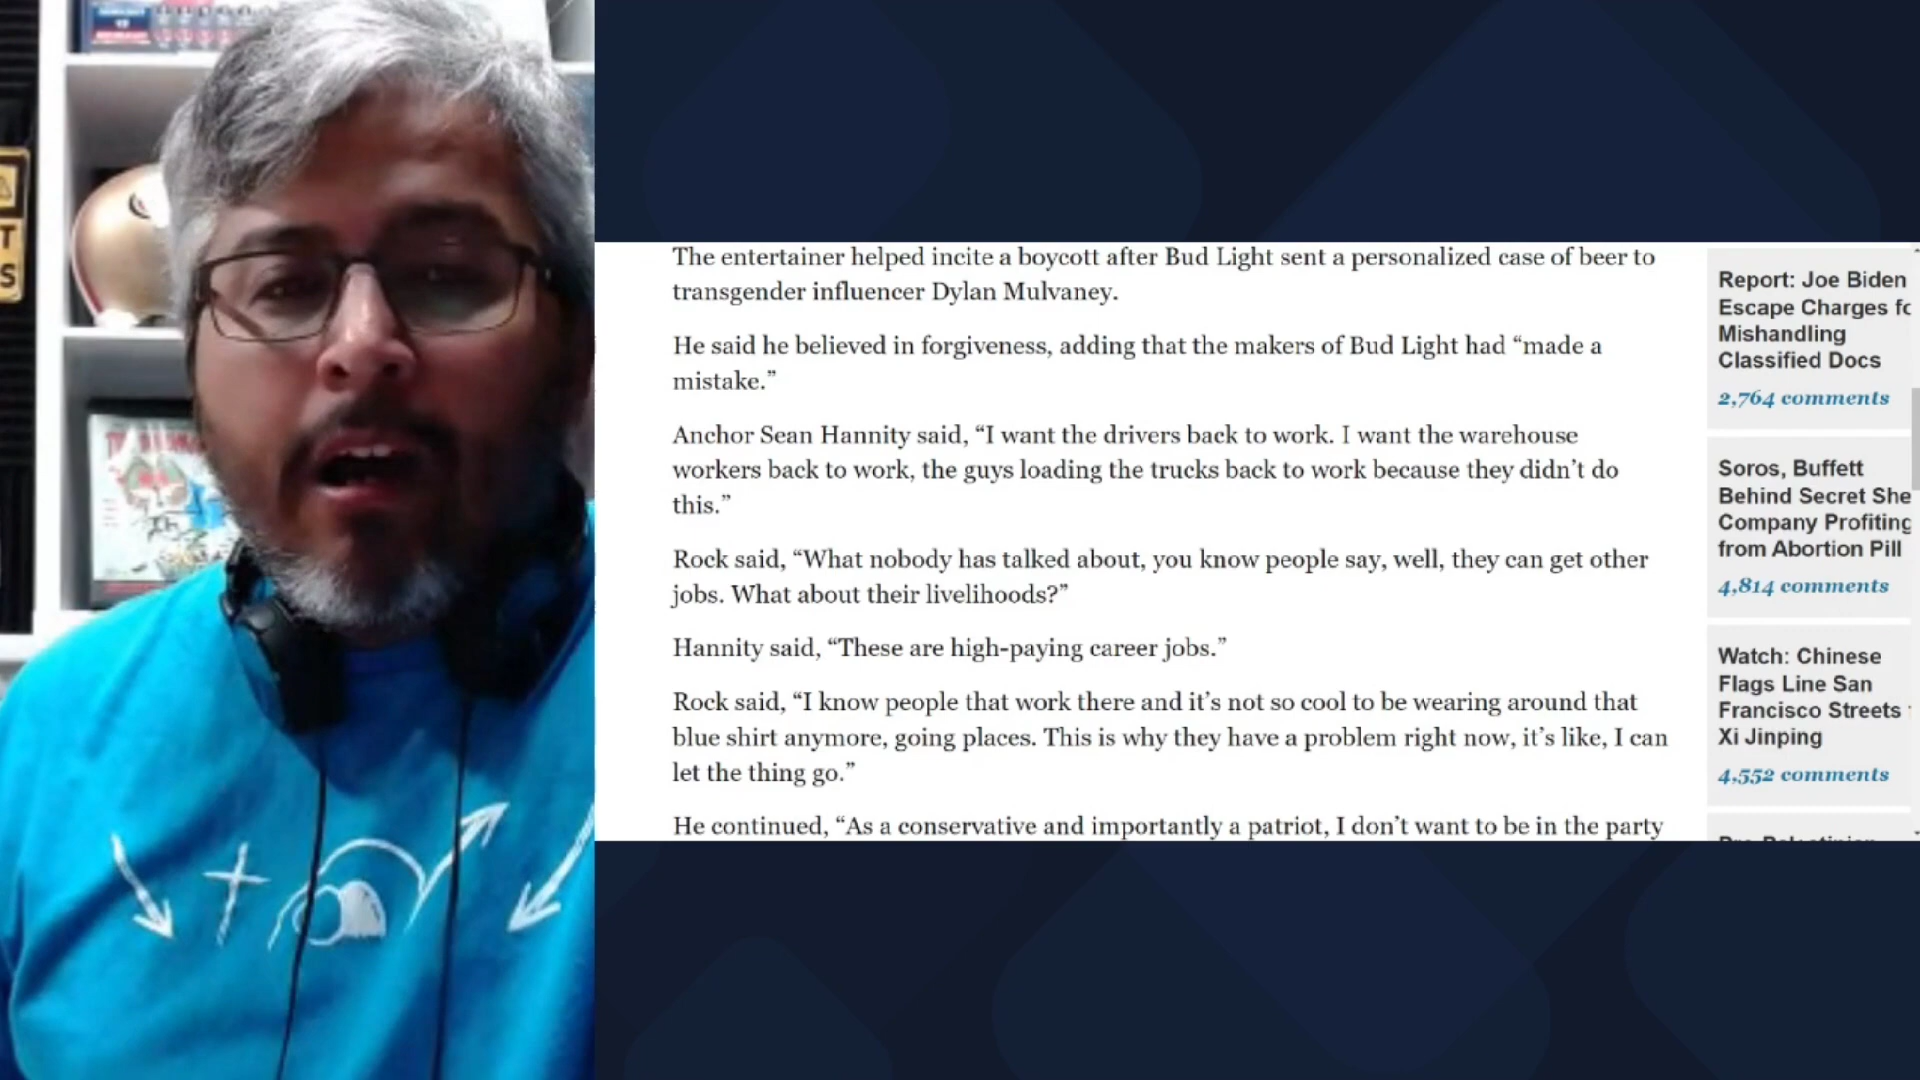 T
S
The entertainer helped incite a boycott after Bud Light sent a personalized case of beer to
transgender influencer Dylan Mulvaney.
He said he believed in forgiveness, adding that the makers of Bud Light had “made a
mistake.”
Anchor Sean Hannity said, “I want the drivers back to work. I want the warehouse
workers back to work, the guys loading the trucks back to work because they didn’t do
this.”
Rock said, “What nobody has talked about, you know people say, well, they can get other
jobs. What about their livelihoods?”
Hannity said, “These are high-paying career jobs.”
Rock said, “I know people that work there and it’s not so cool to be wearing around that
blue shirt anymore, going places. This is why they have a problem right now, it’s like, I can
let the thing go.”
He continued, “As a conservative and importantly a patriot, I don’t want to be in the party
Report: Joe Biden
Escape Charges fo
Mishandling
Classified Docs
2,764 comments
Soros, Buffett
Behind Secret She
Company Profiting
from Abortion Pill
4,814 comments
Watch: Chinese
Flags Line San
Francisco Streets
Xi Jinping
4,552 comments